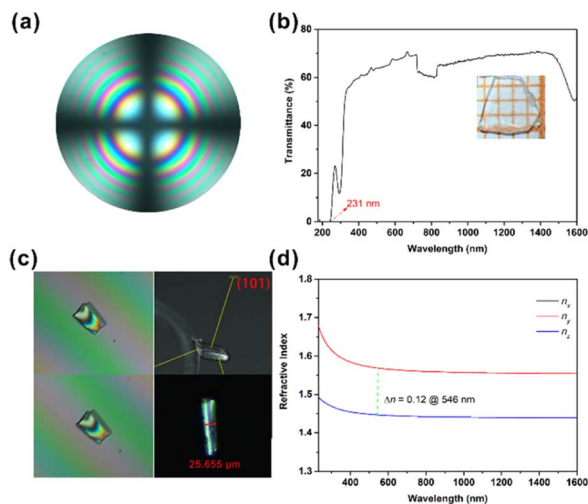 (a)
(b)
80
60
40
20
0
Transmittance (%)
231 nm
200 400 600 800 1000 1200 1400 1600
Wavelength (nm)
(c)
(101)
25.655 μm
(d)
1.8
1.7
1.6
1.5
1.4
1.3
Refractive Index
nx
ny
nz
Δn = 0.12 @ 546 nm
400 600 800 1000 1200 1400 1600
Wavelength (nm)